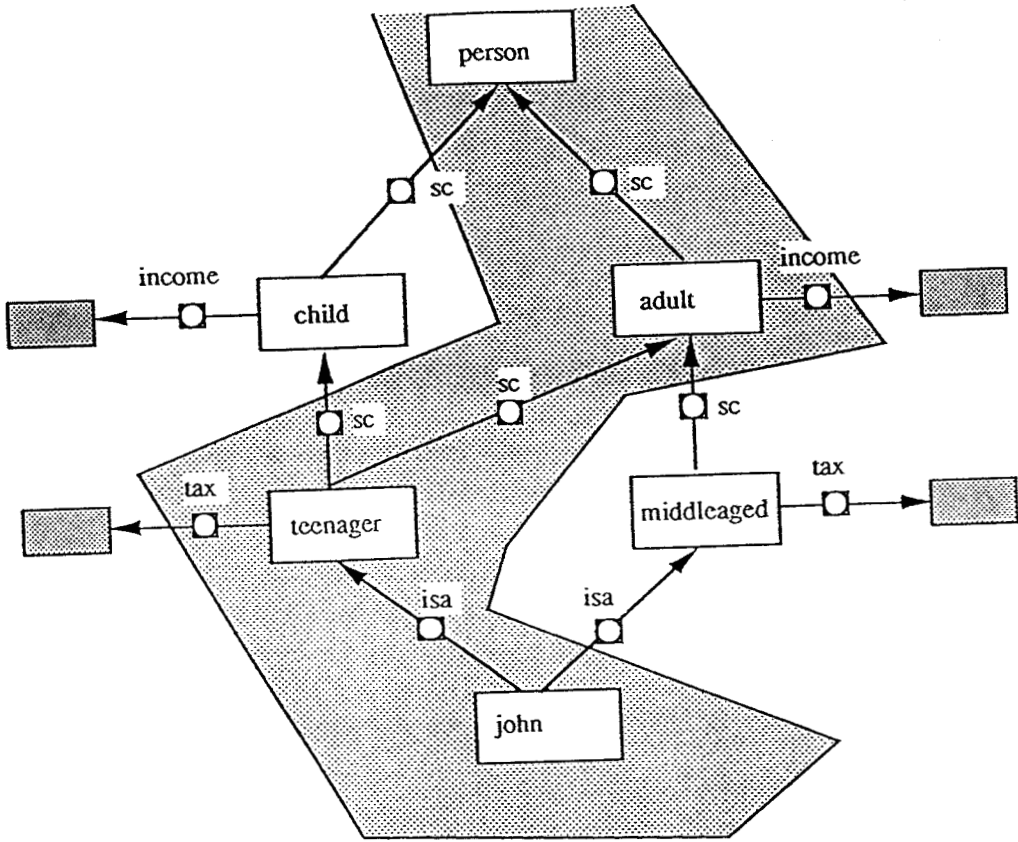 person
sc
sc
income
income
child
adult
sc
sc
sc
tax
tax
teenager
middleaged
isa
isa
john